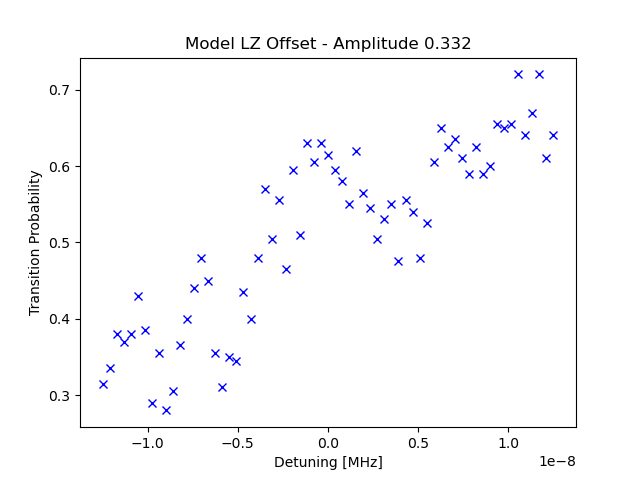 Model LZ Offset - Amplitude 0.332
Transition Probability
0.7
0.6
0.5
0.4
0.3
−1.0 −0.5 0.0 0.5 1.0
1e−8
Detuning [MHz]